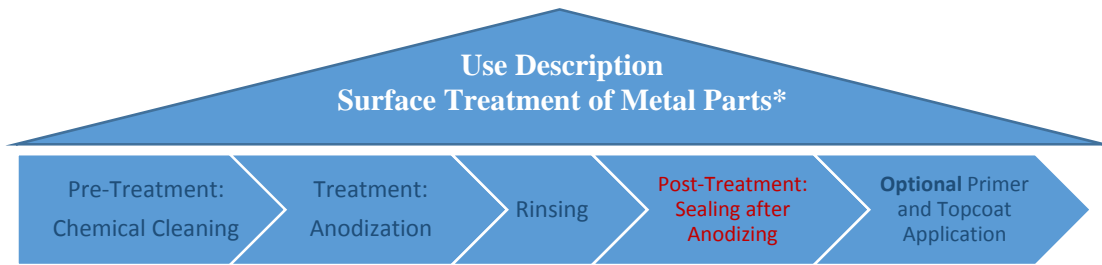 Use Description
Surface Treatment of Metal Parts*
Pre-Treatment:
Chemical Cleaning
Treatment:
Anodization
Rinsing
Post-Treatment:
Sealing after
Anodizing
Optional Primer
and Topcoat
Application